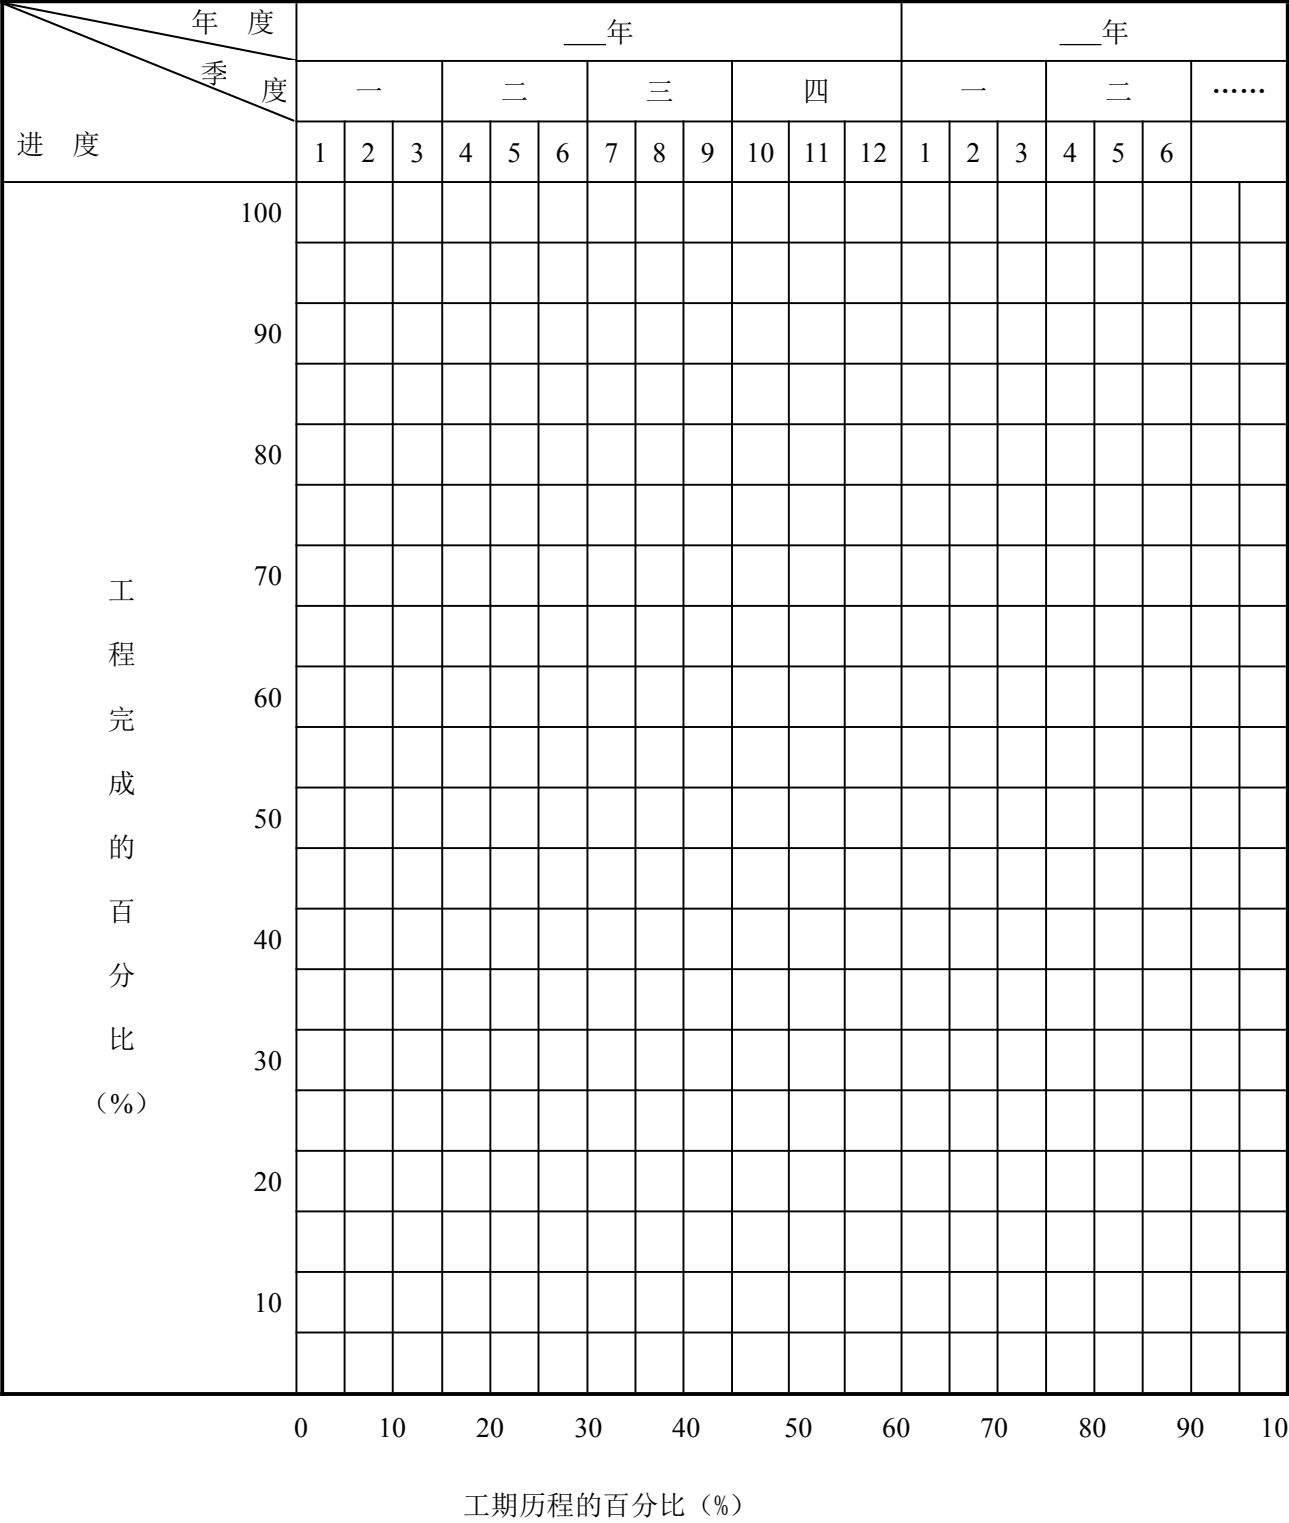 年 度
___年 ___年
季 度
一 二 三 四 一 二 ……
进 度
1 2 3 4 5 6 7 8 9 10 11 12 1 2 3 4 5 6
100
90
80
70
60
50
40
30
20
10
工
程
完
成
的
百
分
比
（%）
0 10 20 30 40 50 60 70 80 90 10
工期历程的百分比（%）